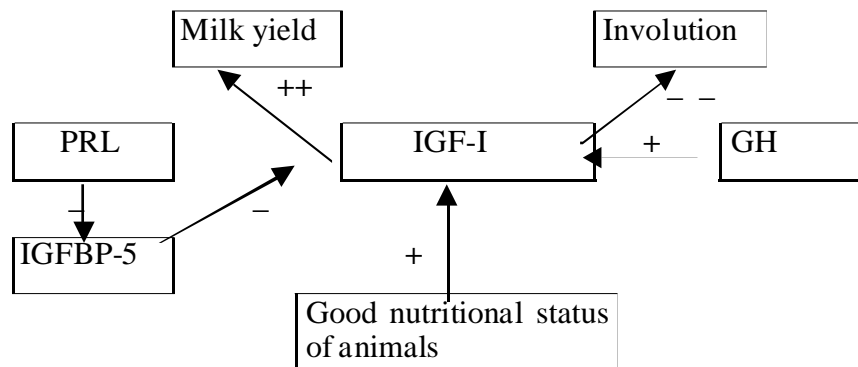 Milk yield
Involution
++
– –
PRL
IGF-I
+
GH
–
–
IGFBP-5
+
Good nutritional status
of animals